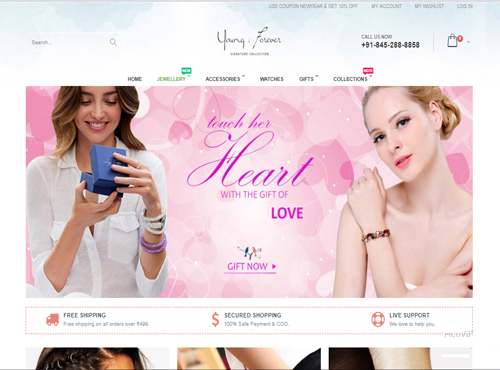 USE COUPON NEWYEAR & GET 10% OFF MY ACCOUNT MY WISHLIST LOG IN
Search...
Young Forever
SIGNATURE COLLECTION
CALL US NOW
+91-845-288-8858
NEW HOT
HOME JEWELLERY ACCESSORIES WATCHES GIFTS COLLECTIONS
touch her
Heart
WITH THE GIFT OF
LOVE
GIFT NOW
FREE SHIPPING
Free shipping on all orders over ₹499.
SECURED SHOPPING
100% Safe Payment & COD.
LIVE SUPPORT
We love to help you.
Activat